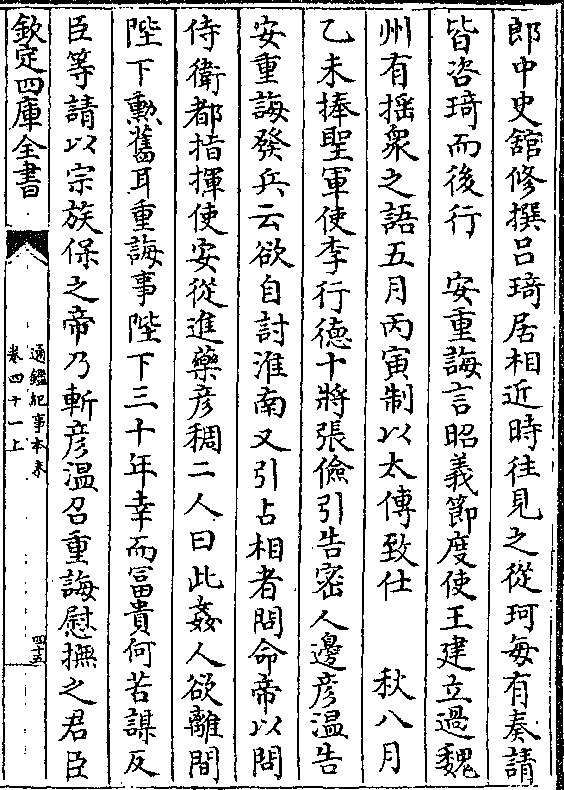 郎中史館修撰吕琦居相近時往見之從珂每有奏請
皆咨琦而後行　安重誨言昭義節度使王建立過魏
州有揺衆之語五月丙寅制以太傅致仕　秋八月
乙未捧聖軍使李行徳十將張儉引告密人邊彦温告
安重誨發兵云欲自討淮南又引占相者問命帝以問
侍衛都指揮使安從進藥彦稠二人曰此姦人欲離間
陛下勲舊耳重誨事陛下三十年幸而富貴何苦謀反
臣等請以宗族保之帝乃斬彦温召重誨慰撫之君臣
欽定四庫全書
通鑑紀事本末
卷四十一上
四十五